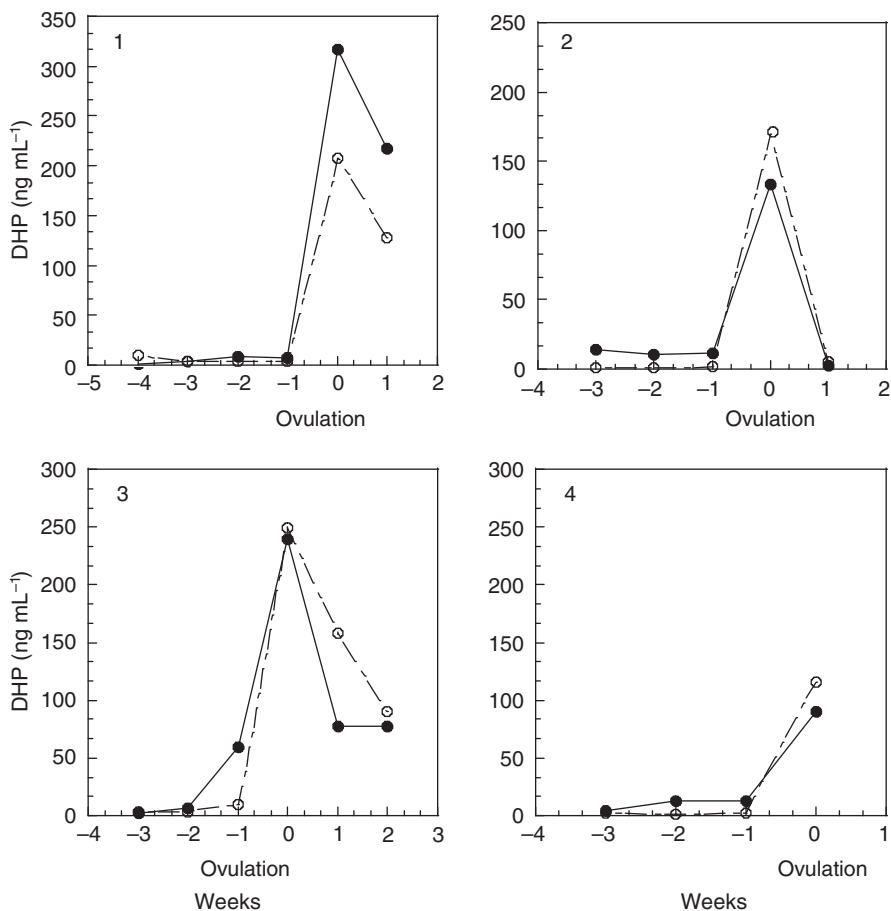 350
300
250
200
150
100
50
0
DHP (ng mL⁻¹)
1
–5 –4 –3 –2 –1 0 1 2
Ovulation
250
200
150
100
50
0
2
–4 –3 –2 –1 0 1 2
Ovulation
300
250
200
150
100
50
0
DHP (ng mL⁻¹)
3
–4 –3 –2 –1 0 1 2 3
Ovulation
Weeks
300
250
200
150
100
50
0
4
–4 –3 –2 –1 0 1
Ovulation
Weeks